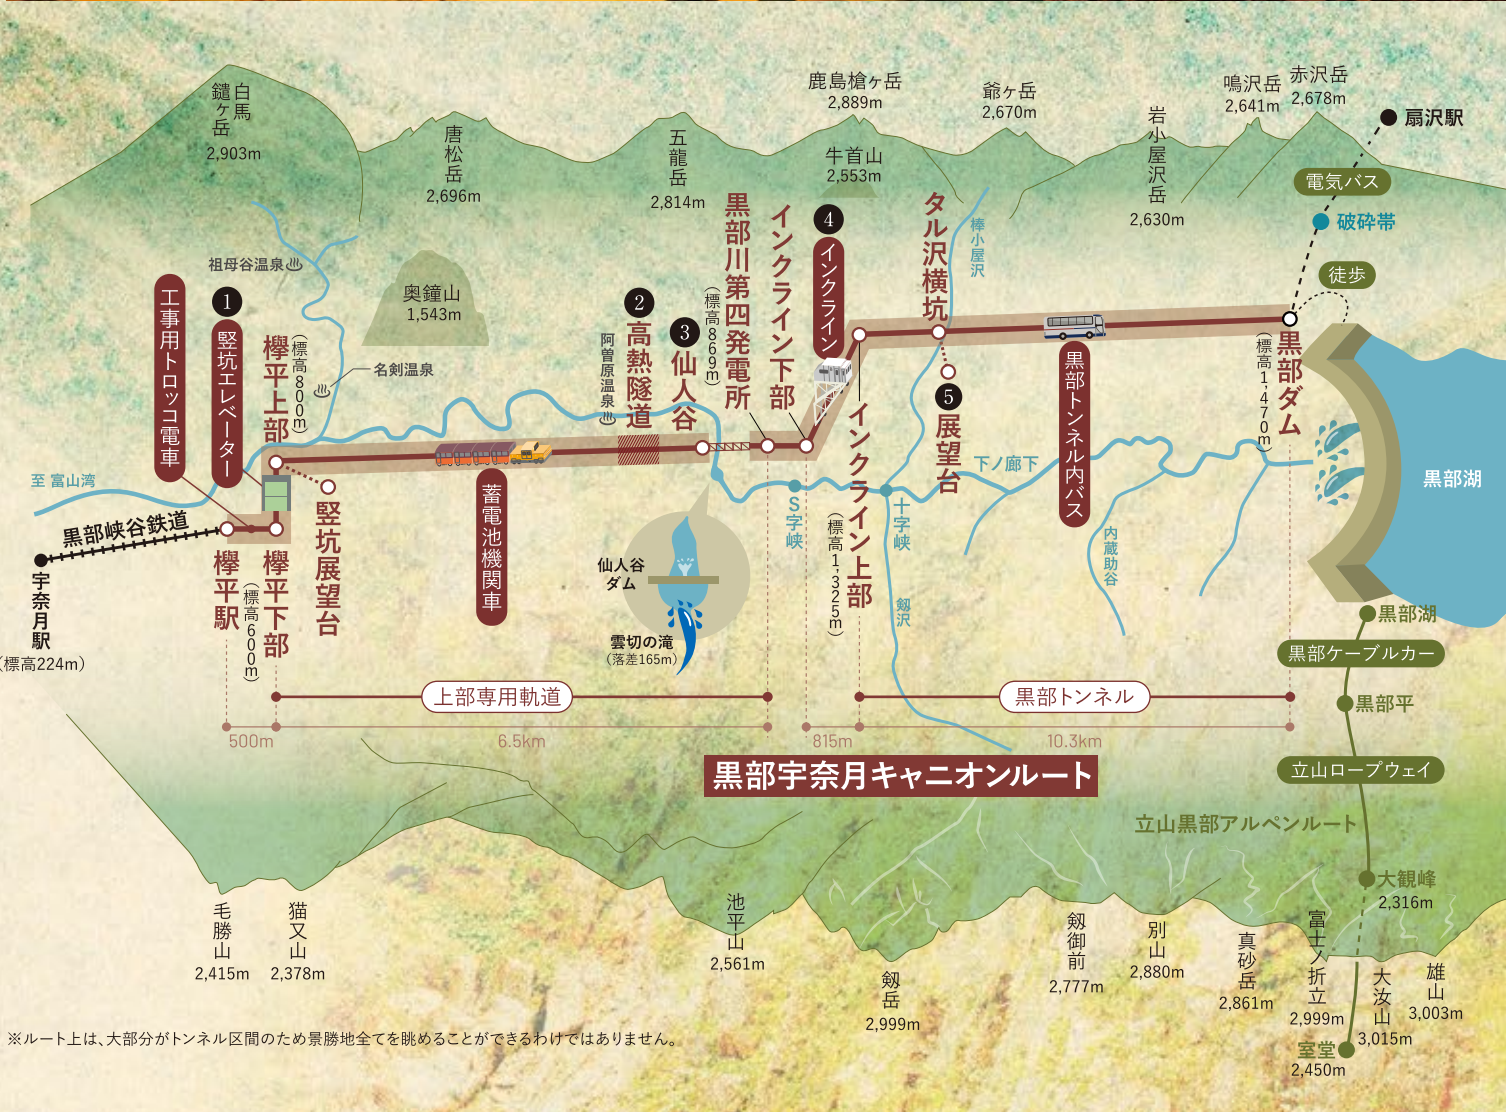 白馬
鑓ヶ岳
2,903m
唐松岳
2,696m
五龍岳
2,814m
鹿島槍ヶ岳
2,889m
牛首山
2,553m
爺ヶ岳
2,670m
岩小屋沢岳
2,630m
鳴沢岳
2,641m
赤沢岳
2,678m
扇沢駅
電気バス
破砕帯
徒歩
祖母谷温泉
奥鐘山
1,543m
名剣温泉
阿曽原温泉
工事用トロッコ電車
1
竪坑エレベーター
欅平上部
(標高800m)
2
高熱隧道
3
仙人谷
黒部川第四発電所
(標高869m)
インクライン下部
4
インクライン
タル沢横坑
棒小屋沢
5
展望台
黒部トンネル内バス
黒部ダム
(標高1,470m)
黒部湖
至 富山湾
黒部峡谷鉄道
宇奈月駅
(標高224m)
欅平駅
欅平下部
(標高600m)
竪坑展望台
蓄電池機関車
仙人谷
ダム
雲切の滝
(落差165m)
S字峡
インクライン上部
(標高1,325m)
十字峡
剱沢
下ノ廊下
内蔵助谷
上部専用軌道
黒部トンネル
500m
6.5km
815m
10.3km
黒部宇奈月キャニオンルート
黒部湖
黒部ケーブルカー
黒部平
立山ロープウェイ
立山黒部アルペンルート
大観峰
2,316m
毛勝山
2,415m
猫又山
2,378m
池平山
2,561m
剱岳
2,999m
剱御前
2,777m
別山
2,880m
真砂岳
2,861m
富士ノ折立
2,999m
大汝山
3,015m
雄山
3,003m
室堂
2,450m
※ルート上は、大部分がトンネル区間のため景勝地全てを眺めることができるわけではありません。